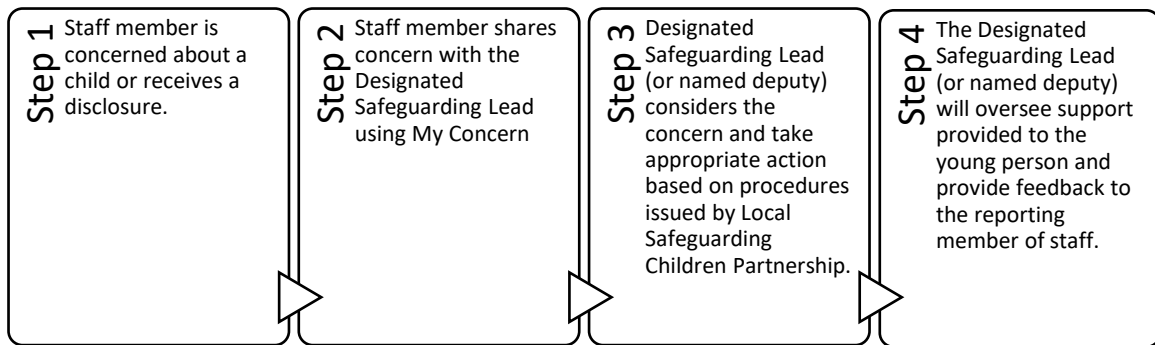 Step 1
Staff member is
concerned about a
child or receives a
disclosure.
Step 2
Staff member shares
concern with the
Designated
Safeguarding Lead
using My Concern
Step 3
Designated
Safeguarding Lead
(or named deputy)
considers the
concern and take
appropriate action
based on procedures
issued by Local
Safeguarding
Children Partnership.
Step 4
The Designated
Safeguarding Lead
(or named deputy)
will oversee support
provided to the
young person and
provide feedback to
the reporting
member of staff.